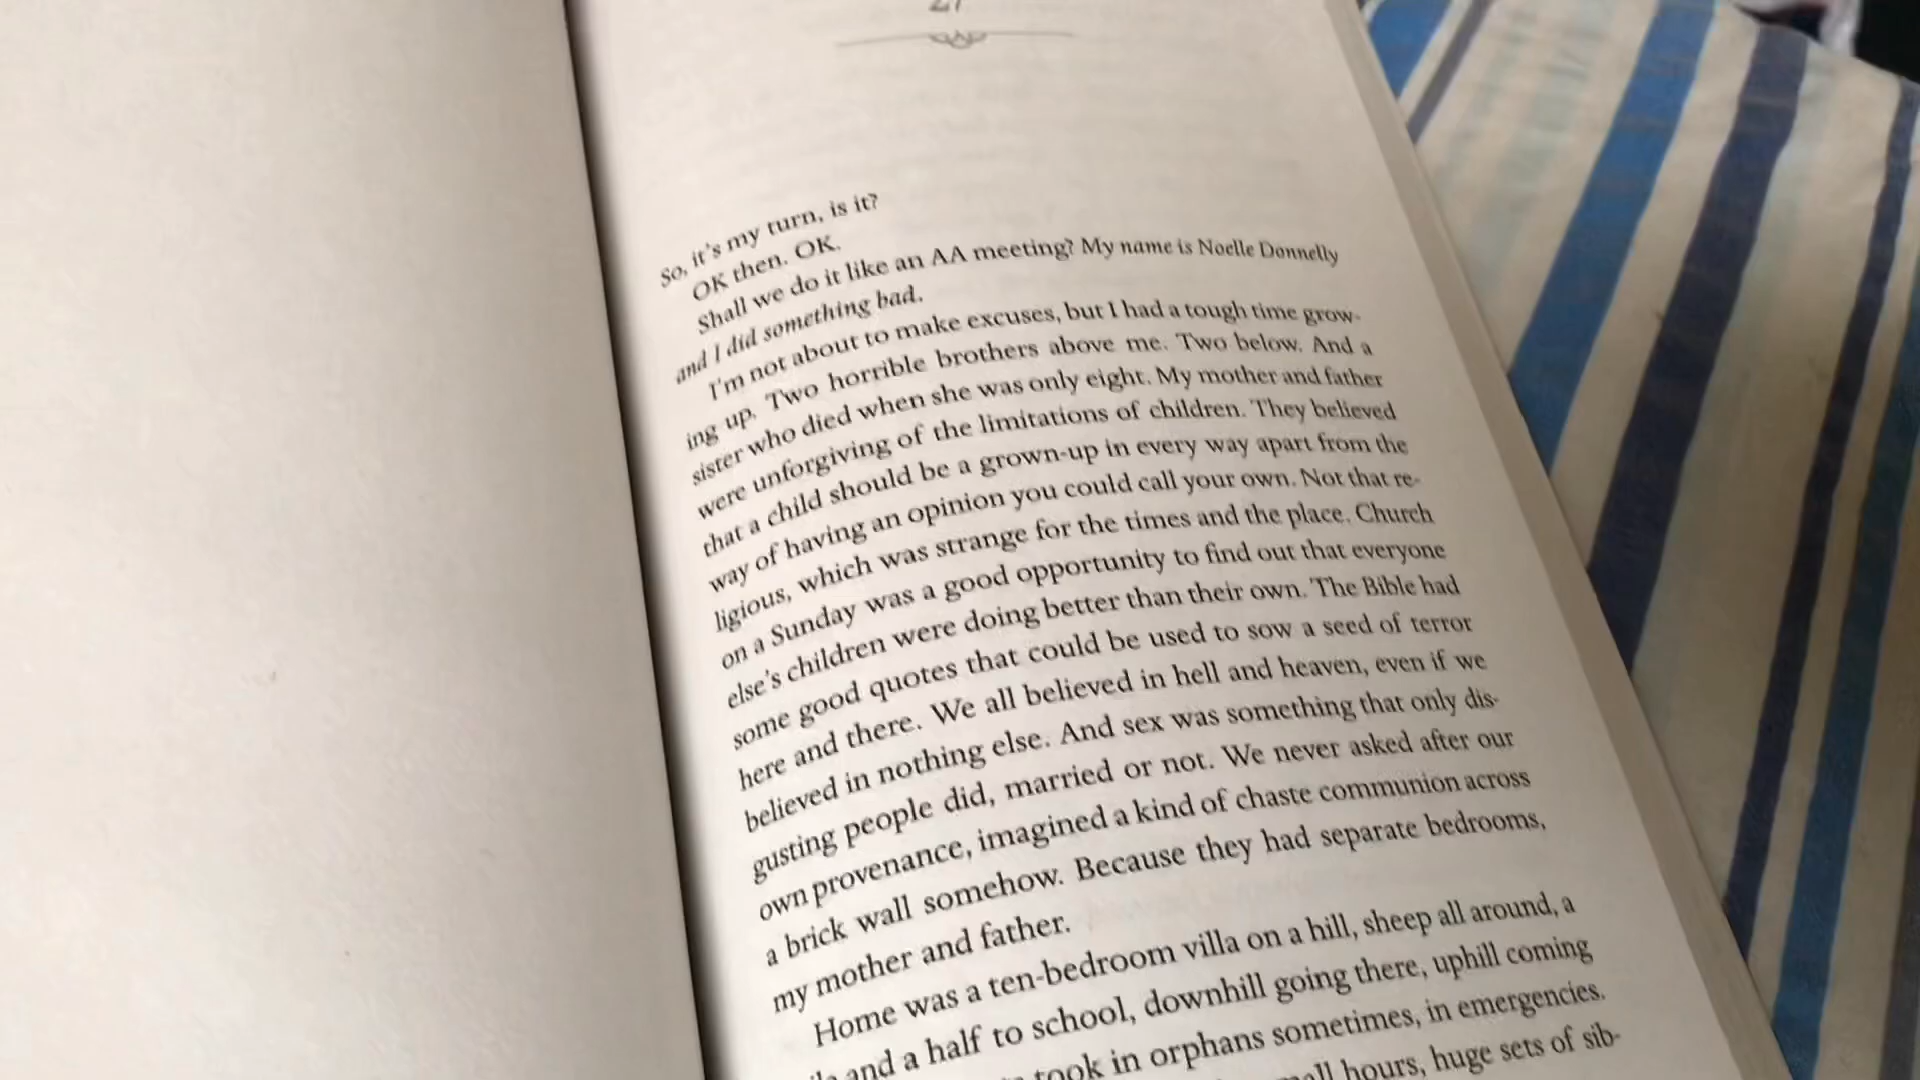 27
So, it's my turn, is it?
OK then. OK.
Shall we do it like an AA meeting? My name is Noelle Donnelly
and I did something bad.
I'm not about to make excuses, but I had a tough time grow-
ing up. Two horrible brothers above me. Two below. And a
sister who died when she was only eight. My mother and father
were unforgiving of the limitations of children. They believed
that a child should be a grown-up in every way apart from the
way of having an opinion you could call your own. Not that re-
ligious, which was strange for the times and the place. Church
on a Sunday was a good opportunity to find out that everyone
else's children were doing better than their own. The Bible had
some good quotes that could be used to sow a seed of terror
here and there. We all believed in hell and heaven, even if we
believed in nothing else. And sex was something that only dis-
gusting people did, married or not. We never asked after our
own provenance, imagined a kind of chaste communion across
a brick wall somehow. Because they had separate bedrooms,
my mother and father.
Home was a ten-bedroom villa on a hill, sheep all around, a
and a half to school, downhill going there, uphill coming
took in orphans sometimes, in emergencies.
hours, huge sets of sib-